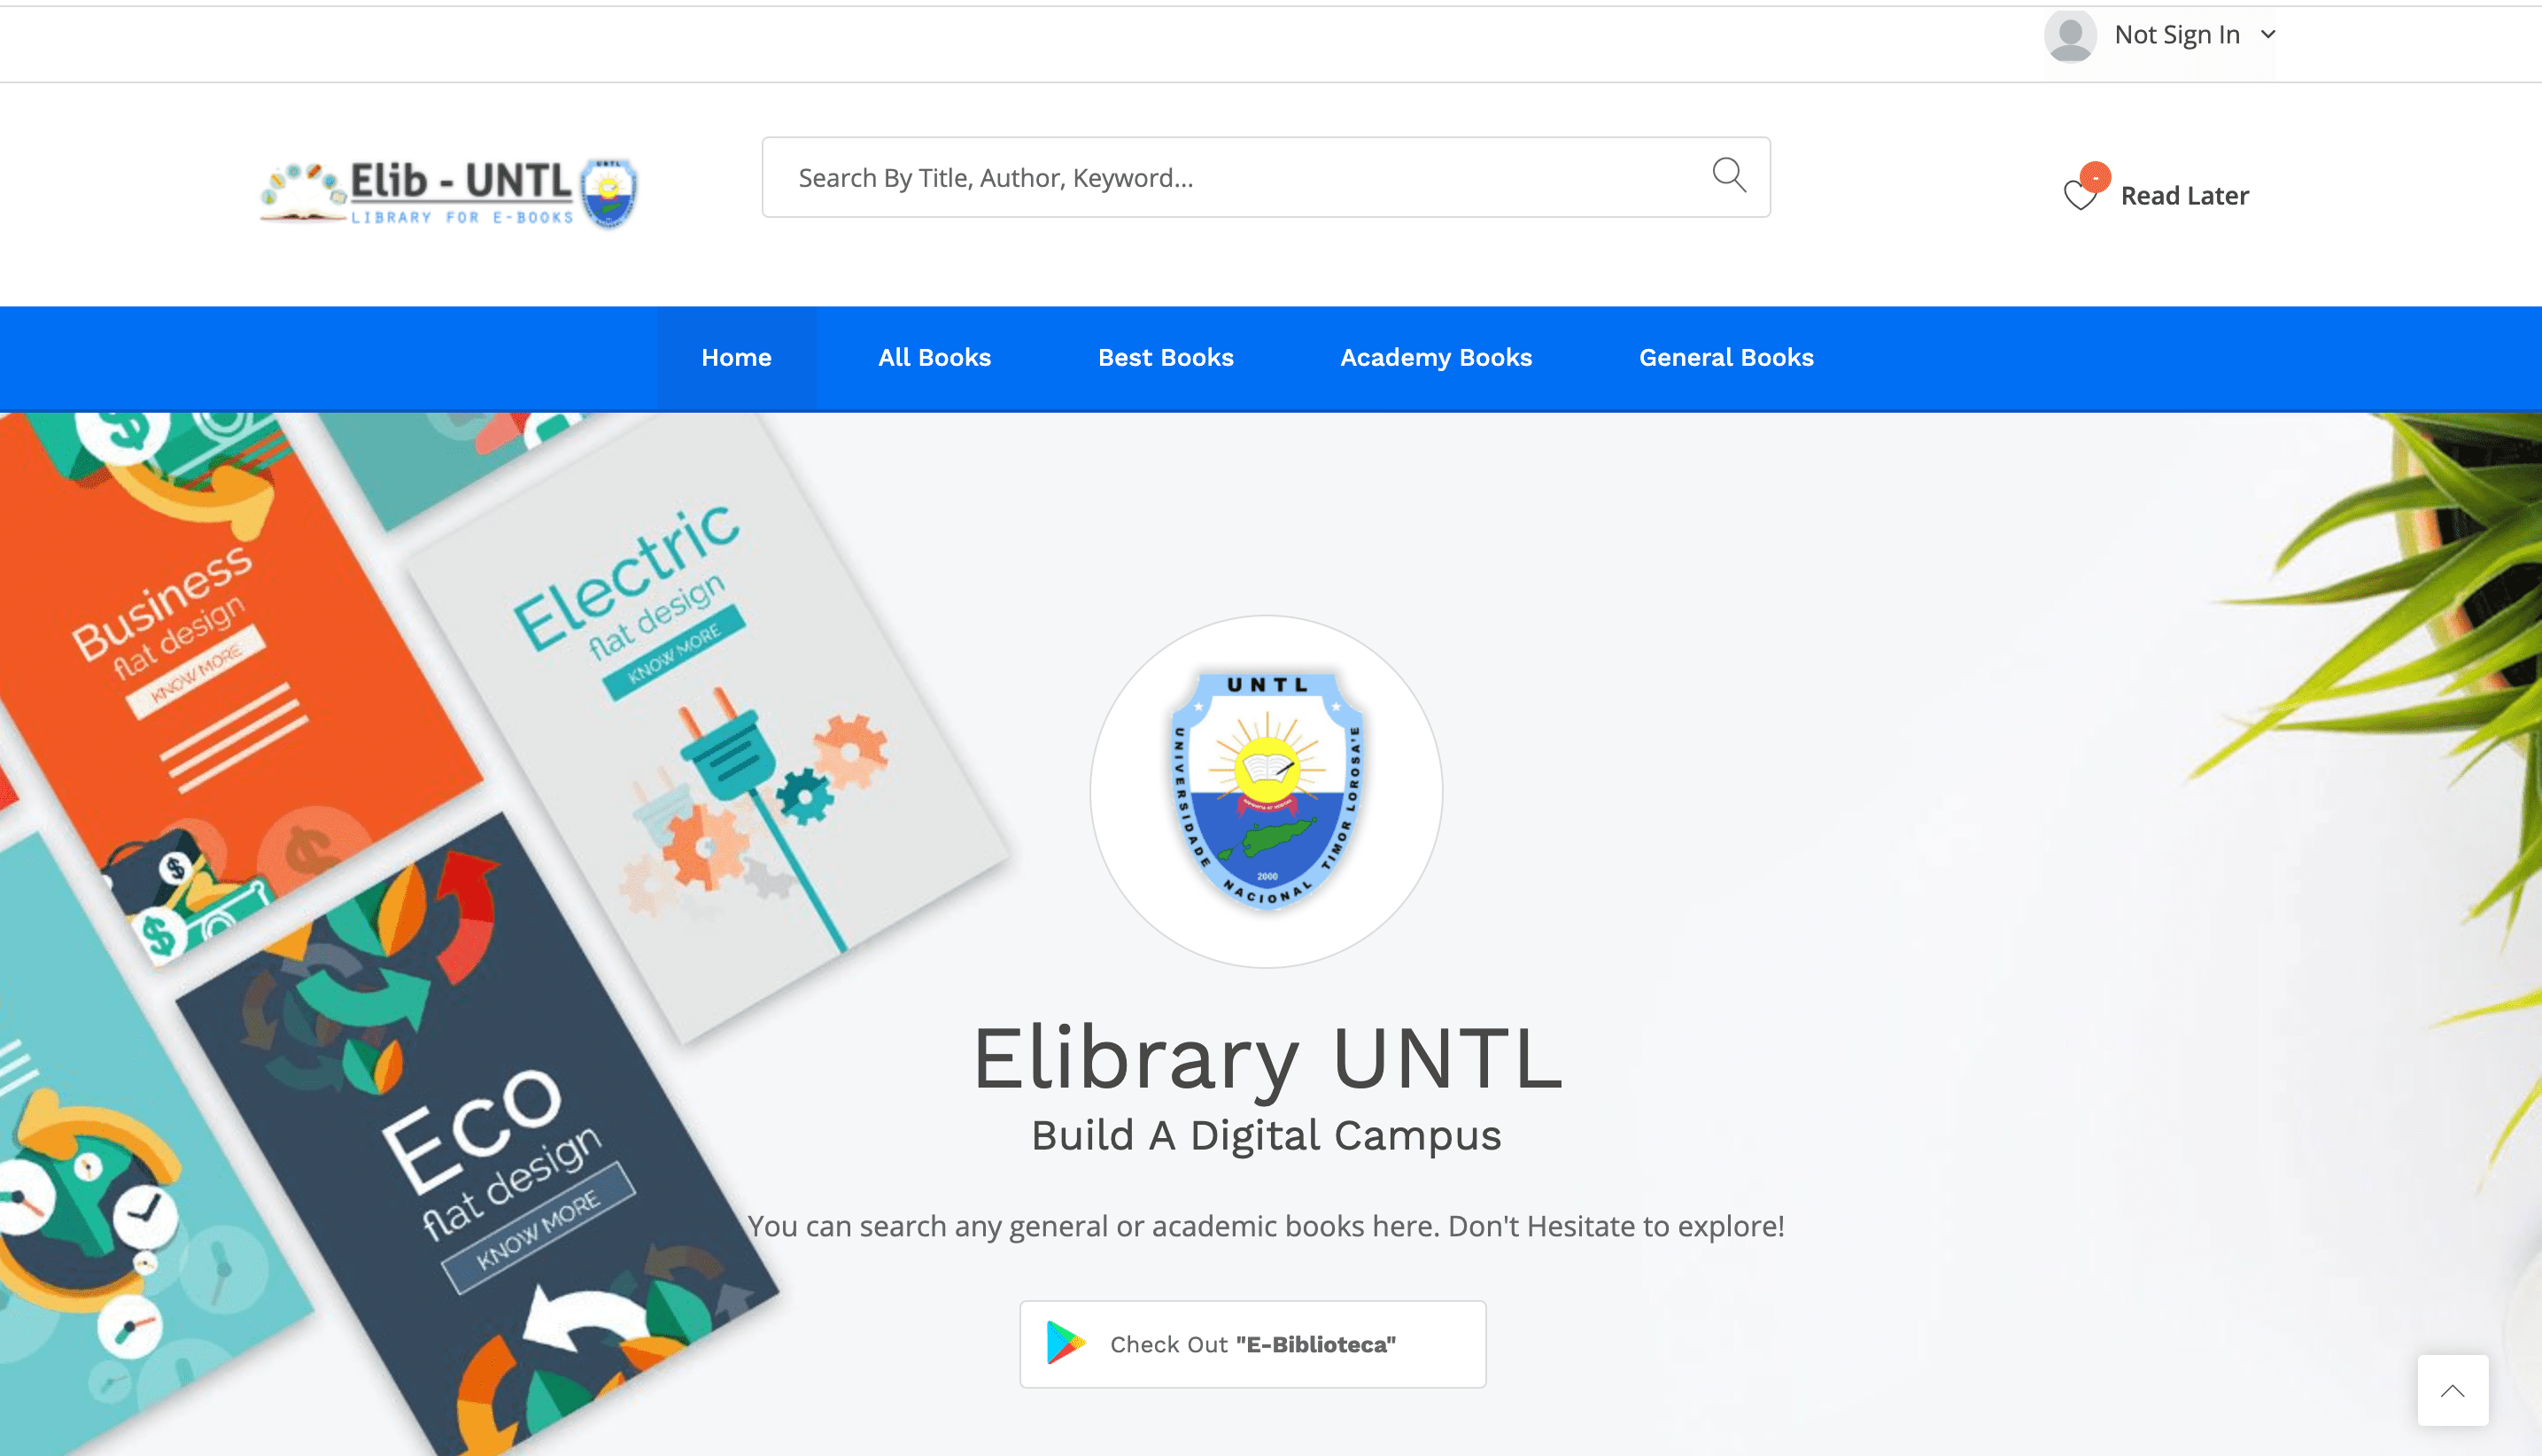 Not Sign In
Elib - UNTL
LIBRARY FOR E-BOOKS
UNTL
Search By Title, Author, Keyword...
-
Read Later
Home
All Books
Best Books
Academy Books
General Books
Business
flat design
KNOW MORE
Electric
flat design
KNOW MORE
Eco
flat design
KNOW MORE
UNTL
UNIVERSIDADE NACIONAL TIMOR LOROSA'E
2000
Elibrary UNTL
Build A Digital Campus
You can search any general or academic books here. Don't Hesitate to explore!
Check Out "E-Biblioteca"